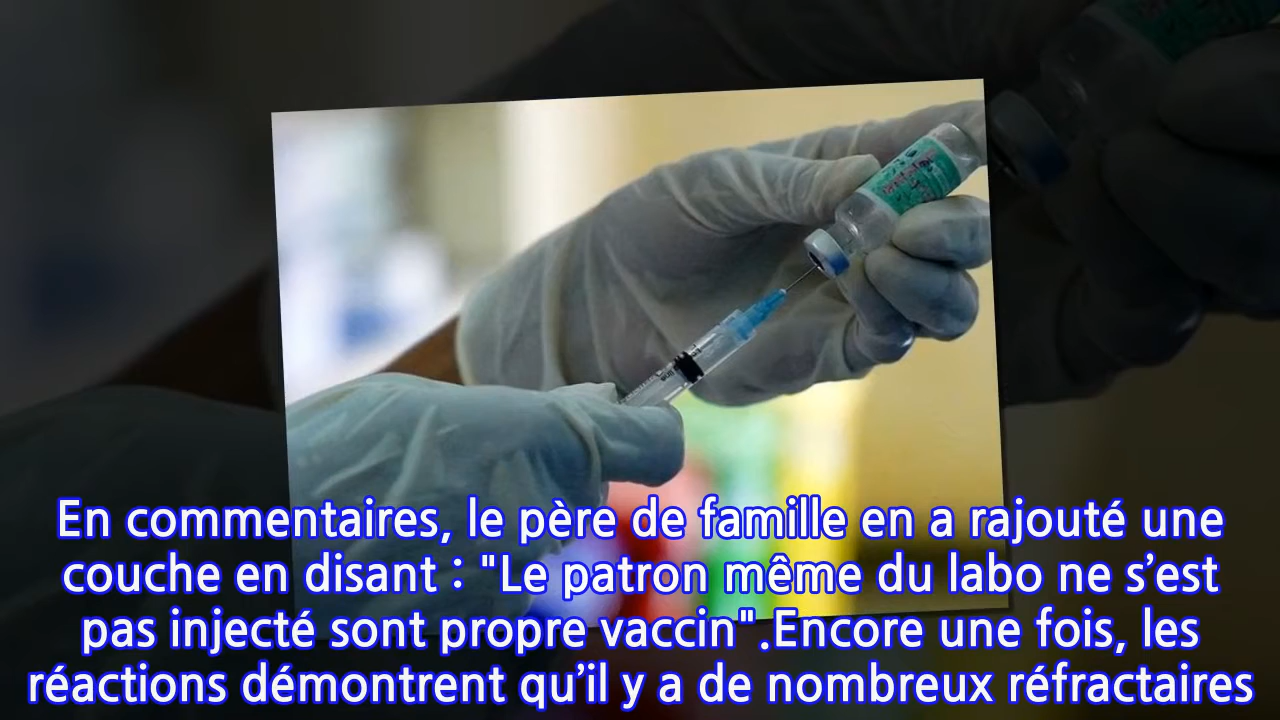 En commentaires, le père de famille en a rajouté une
couche en disant : "Le patron même du labo ne s’est
pas injecté sont propre vaccin".Encore une fois, les
réactions démontrent qu’il y a de nombreux réfractaires